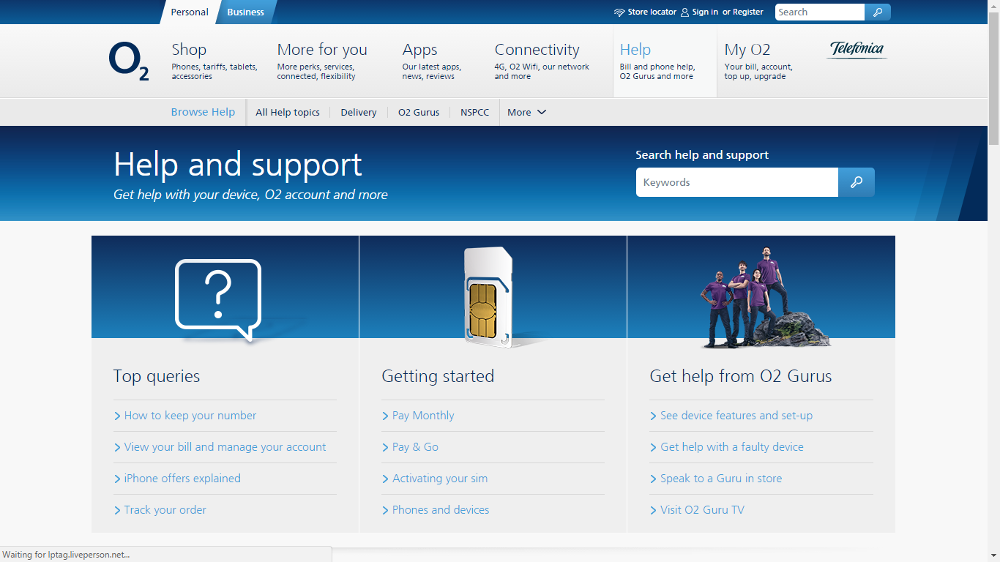 Personal
Business
Store locator
Sign in or Register
Search
O2
Shop
Phones, tariffs, tablets,
accessories
More for you
More perks, services,
connected, flexibility
Apps
Our latest apps,
news, reviews
Connectivity
4G, O2 Wifi, our network
and more
Help
Bill and phone help,
O2 Gurus and more
My O2
Your bill, account,
top up, upgrade
Telefónica
Browse Help
All Help topics
Delivery
O2 Gurus
NSPCC
More
Help and support
Get help with your device, O2 account and more
Search help and support
Keywords
?
Top queries
How to keep your number
View your bill and manage your account
iPhone offers explained
Track your order
Getting started
Pay Monthly
Pay & Go
Activating your sim
Phones and devices
Get help from O2 Gurus
See device features and set-up
Get help with a faulty device
Speak to a Guru in store
Visit O2 Guru TV
Waiting for lptag.liveperson.net...